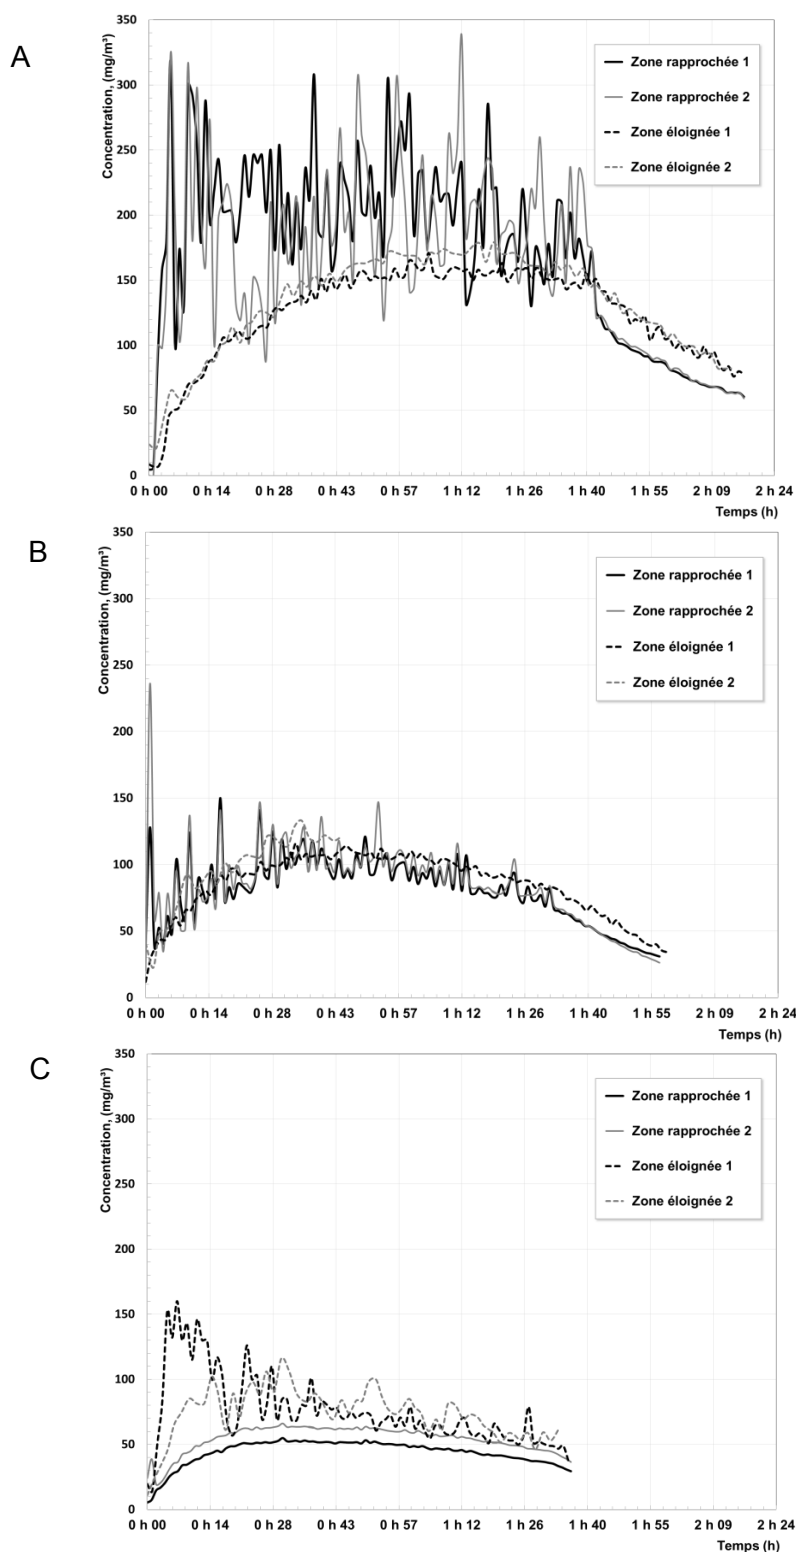 A
Concentration, (mg/m³)
350
300
250
200
150
100
50
0
Zone rapprochée 1
Zone rapprochée 2
Zone éloignée 1
Zone éloignée 2
0 h 00 0 h 14 0 h 28 0 h 43 0 h 57 1 h 12 1 h 26 1 h 40 1 h 55 2 h 09 2 h 24
Temps (h)
B
Concentration, (mg/m³)
350
300
250
200
150
100
50
0
Zone rapprochée 1
Zone rapprochée 2
Zone éloignée 1
Zone éloignée 2
0 h 00 0 h 14 0 h 28 0 h 43 0 h 57 1 h 12 1 h 26 1 h 40 1 h 55 2 h 09 2 h 24
Temps (h)
C
Concentration, (mg/m³)
350
300
250
200
150
100
50
0
Zone rapprochée 1
Zone rapprochée 2
Zone éloignée 1
Zone éloignée 2
0 h 00 0 h 14 0 h 28 0 h 43 0 h 57 1 h 12 1 h 26 1 h 40 1 h 55 2 h 09 2 h 24
Temps (h)